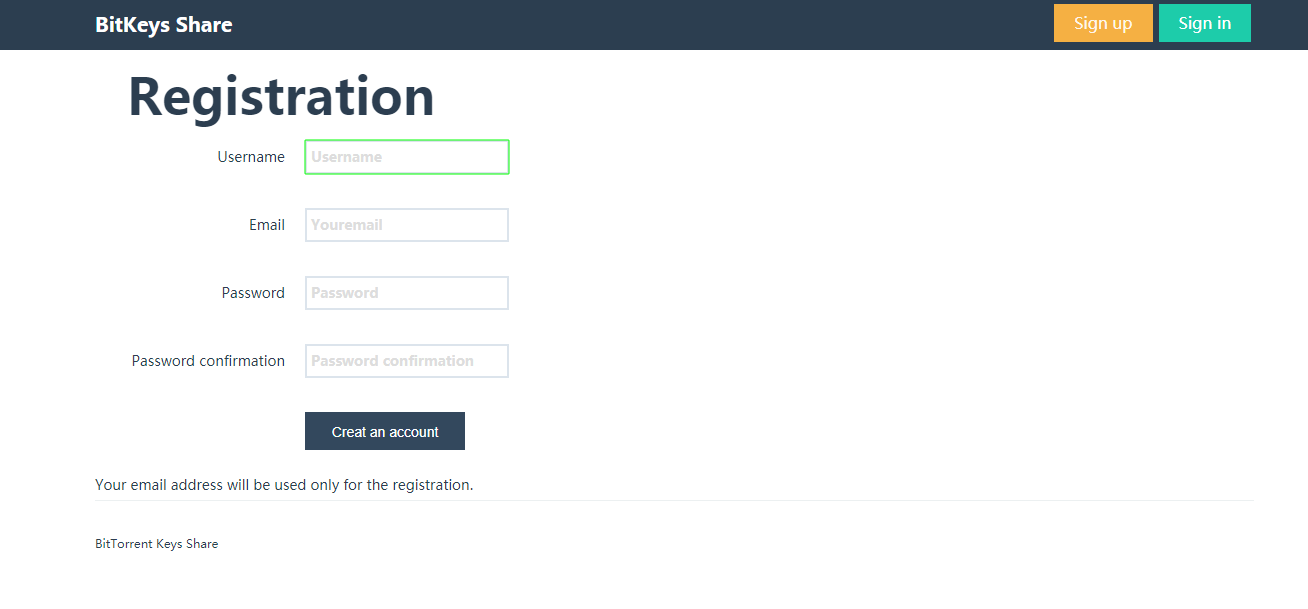 BitKeys Share
Sign up
Sign in
Registration
Username
Username
Email
Youremail
Password
Password
Password confirmation
Password confirmation
Creat an account
Your email address will be used only for the registration.
BitTorrent Keys Share